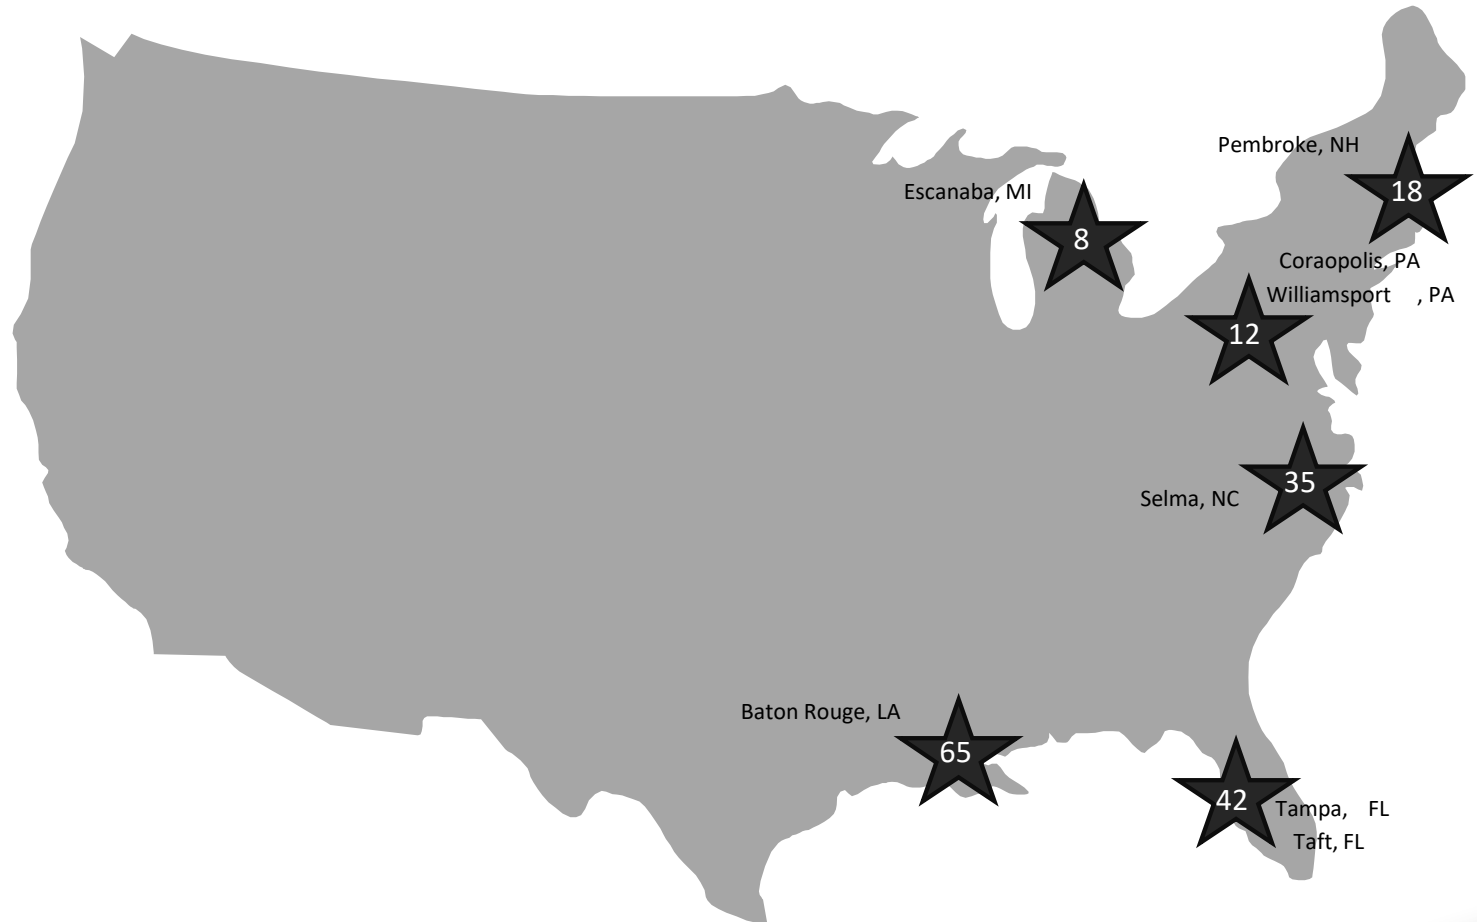 Pembroke, NH
18
Escanaba, MI
8
Coraopolis, PA
Williamsport , PA
12
35
Selma, NC
Baton Rouge, LA
65
42
Tampa, FL
Taft, FL